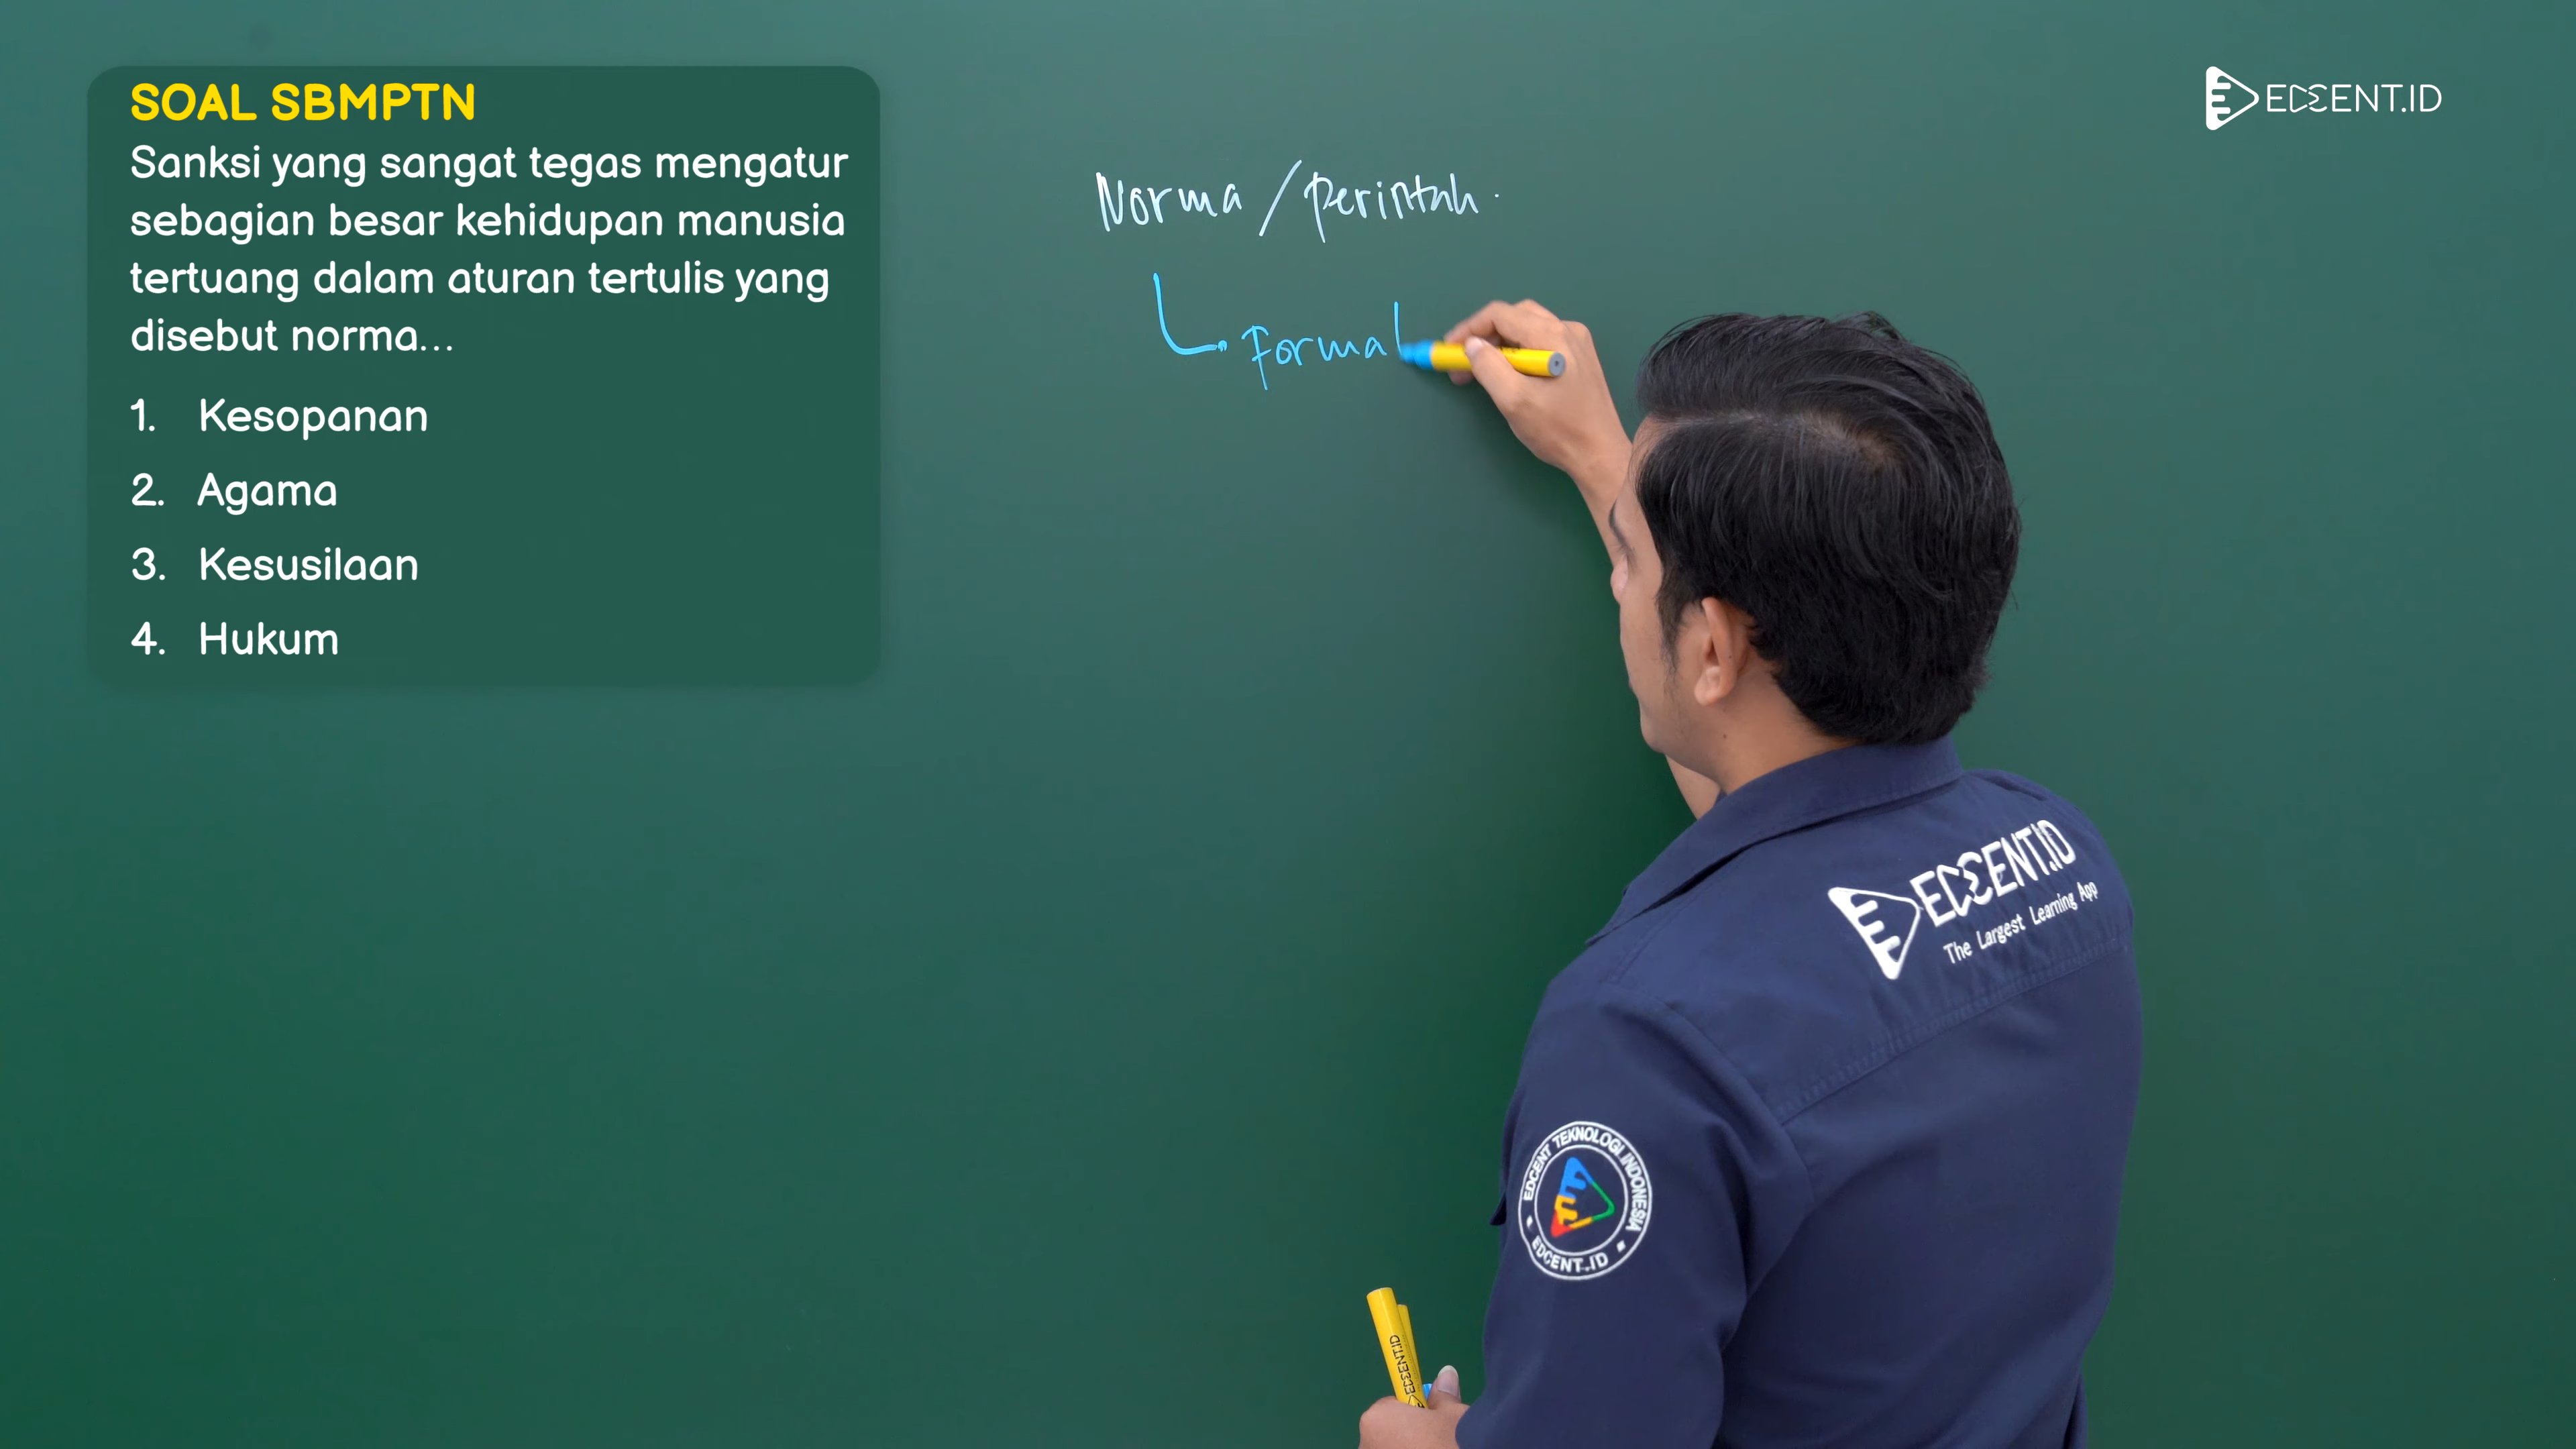 SOAL SBMPTN
Sanksi yang sangat tegas mengatur
sebagian besar kehidupan manusia
tertuang dalam aturan tertulis yang
disebut norma...
1. Kesopanan
2. Agama
3. Kesusilaan
4. Hukum
Norma / perintah.
Formal
EDCENT.ID
EDCENT.ID
The Largest Learning App
EDCENT TEKNOLOGI INDONESIA
EDCENT.ID
EDCENT.ID